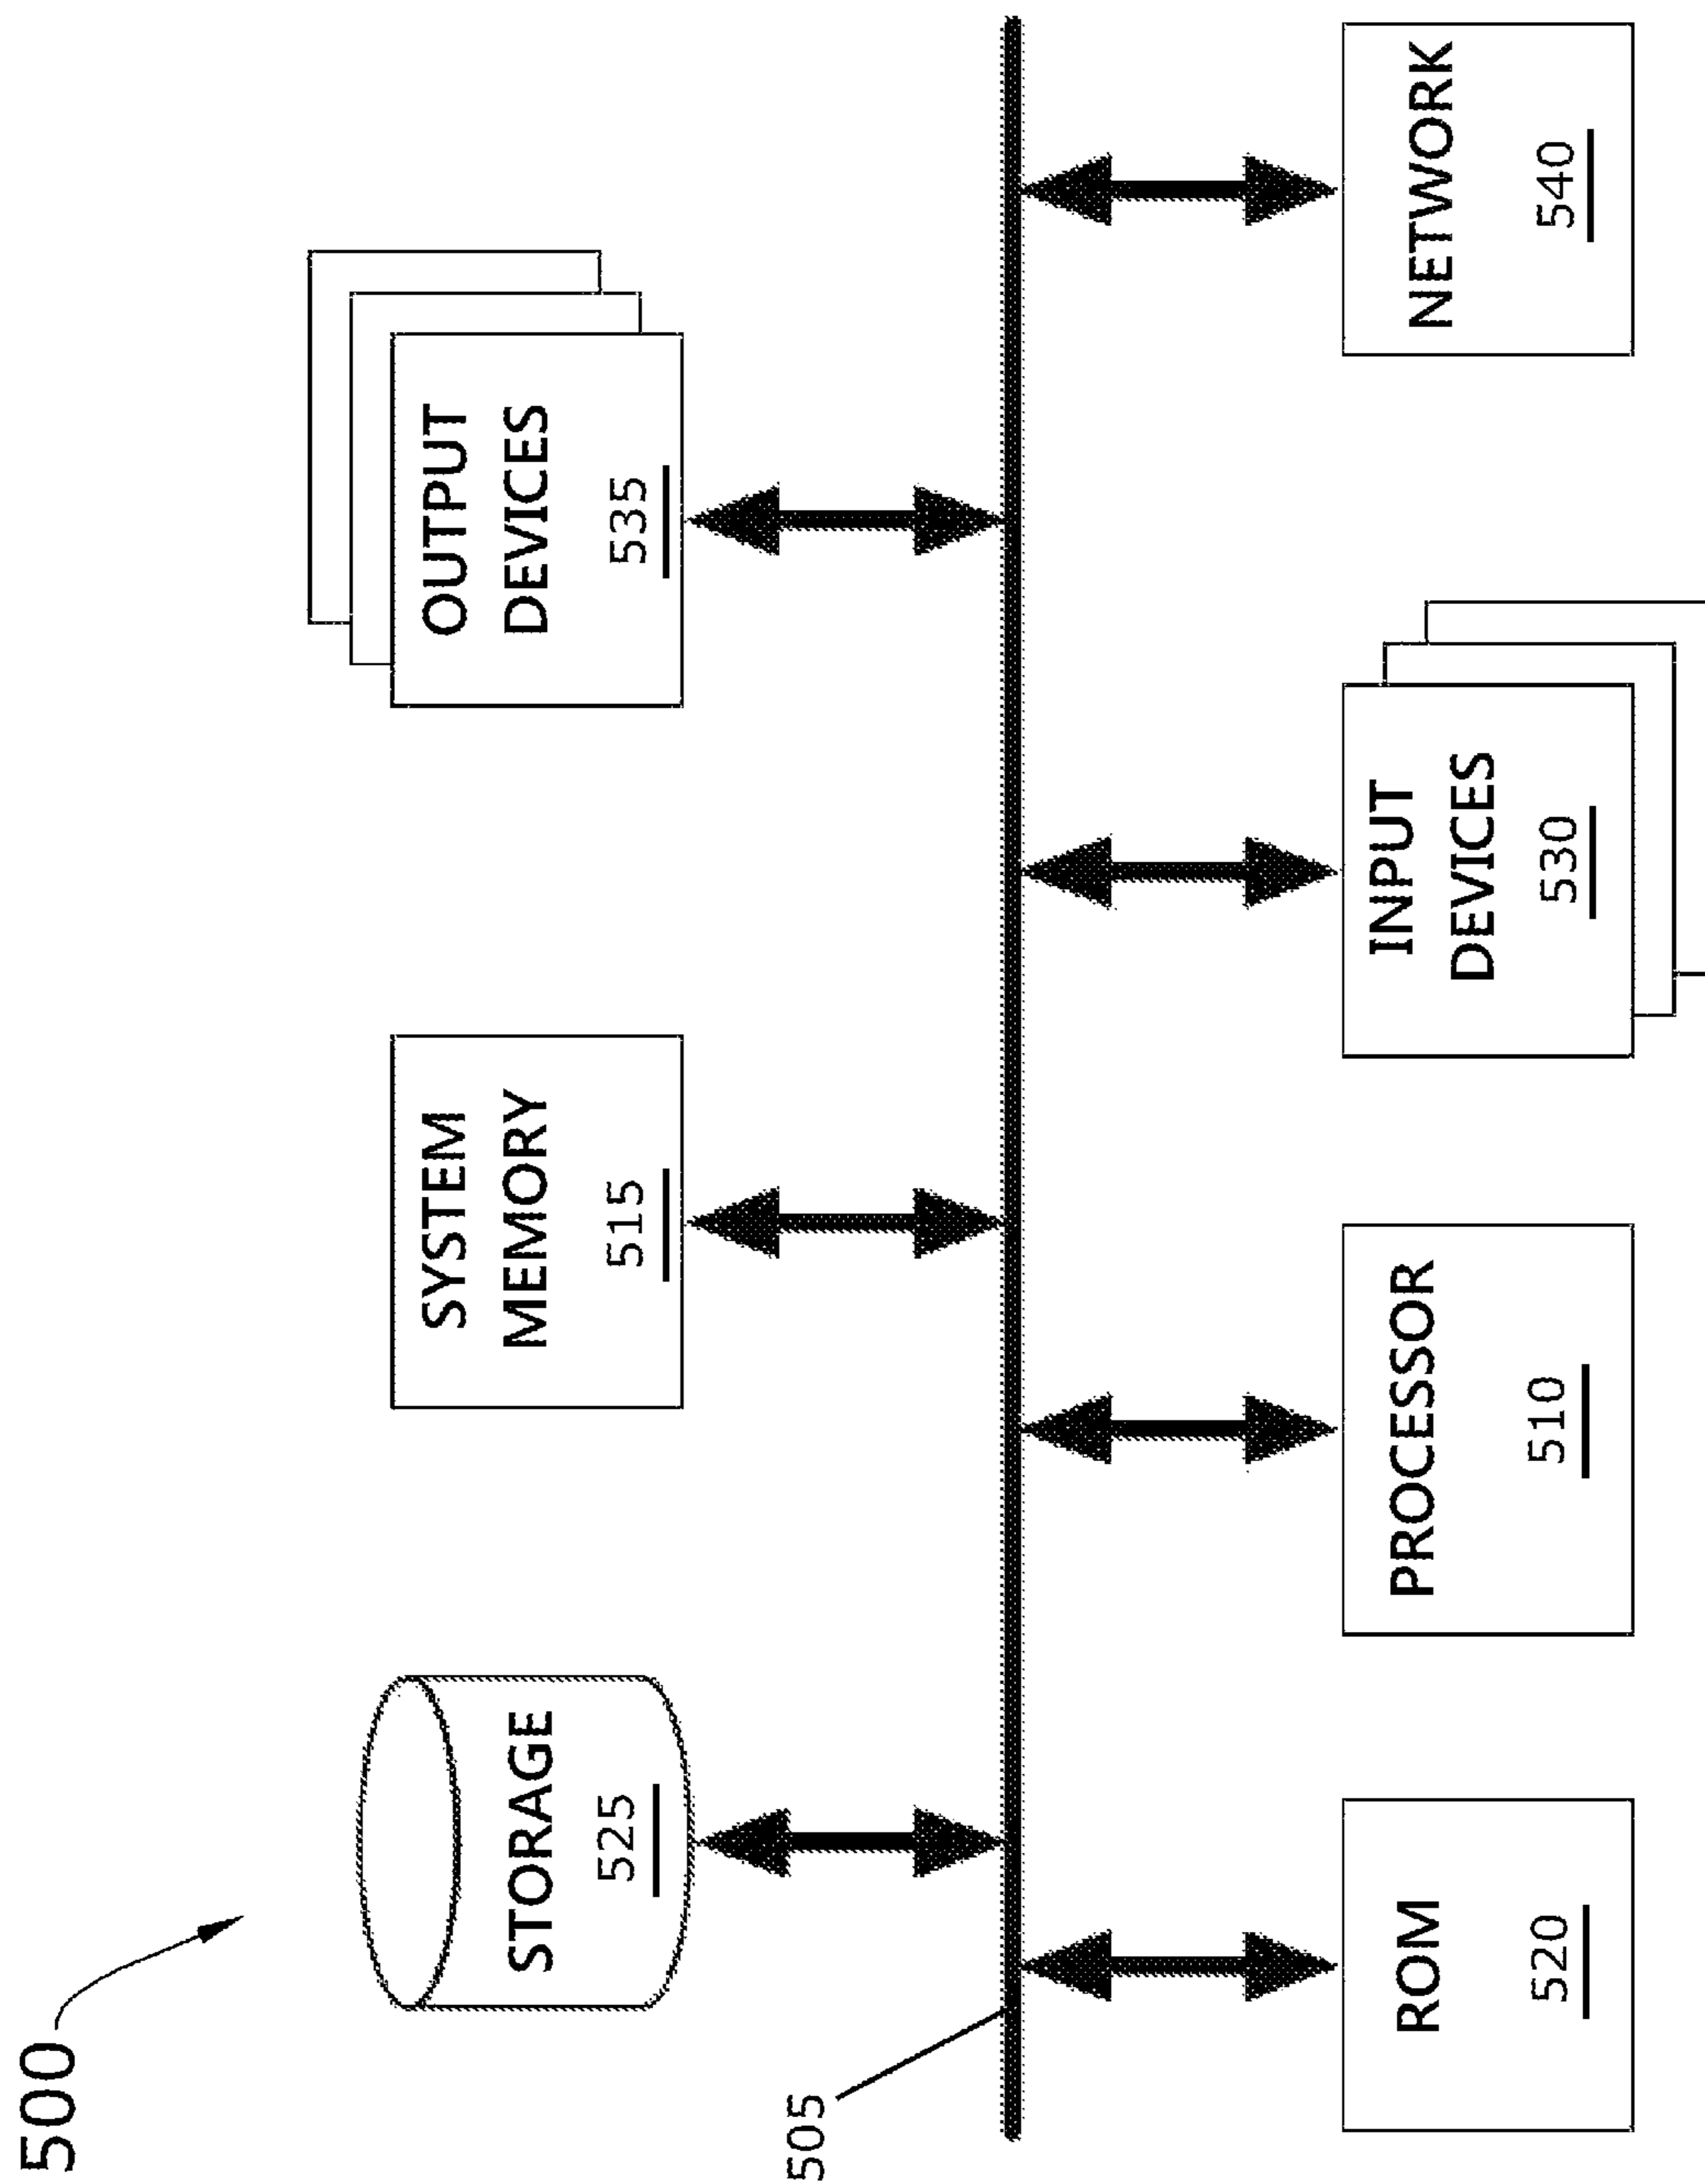 500
STORAGE
525
SYSTEM
MEMORY
515
OUTPUT
DEVICES
535
505
ROM
520
PROCESSOR
510
INPUT
DEVICES
530
NETWORK
540